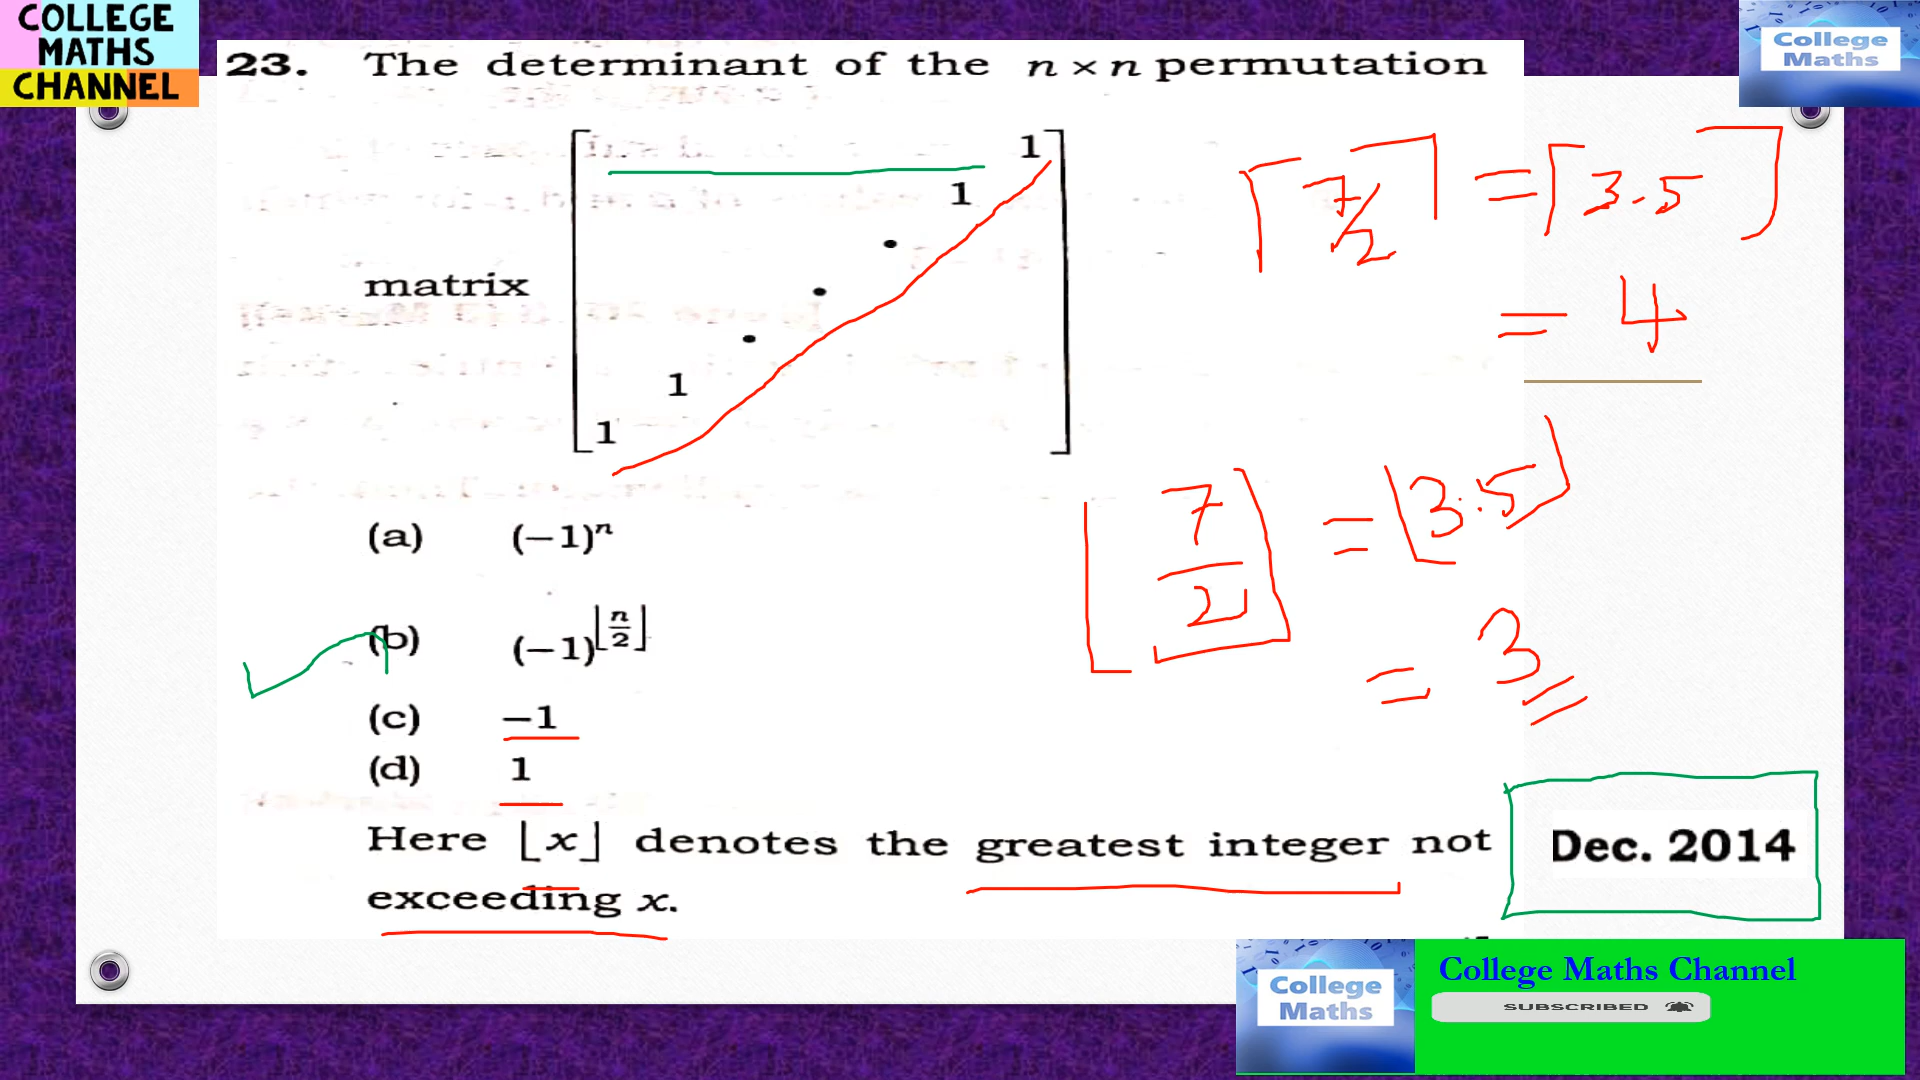 COLLEGE
MATHS
CHANNEL
College
Maths
23. The determinant of the n × n permutation
matrix
1
1
1
1
(a) (−1)ⁿ
(b) (−1)^⌊n/2⌋
(c) −1
(d) 1
Here ⌊x⌋ denotes the greatest integer not
exceeding x.
⌈7/2⌉ = ⌈3.5⌉
= 4
⌊7/2⌋ = ⌊3.5⌋
= 3
Dec. 2014
College
Maths
College Maths Channel
SUBSCRIBED